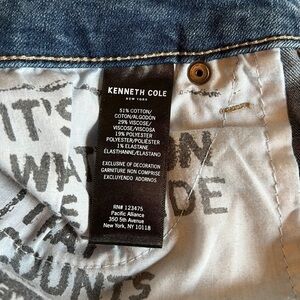 KENNETH COLE
NEW YORK
51% COTTON/
COTON/ALGODÓN
29% VISCOSE/
VISCOSE/VISCOSA
19% POLYESTER
POLYESTER/POLIÉSTER
1% ELASTANE
ÉLASTHANNE/ELASTANO
EXCLUSIVE OF DECORATION
GARNITURE NON COMPRISE
EXCLUYENDO ADORNOS
RN# 123475
Pacific Alliance
350 5th Avenue
New York, NY 10118
IT'S
WAT
ON
DE